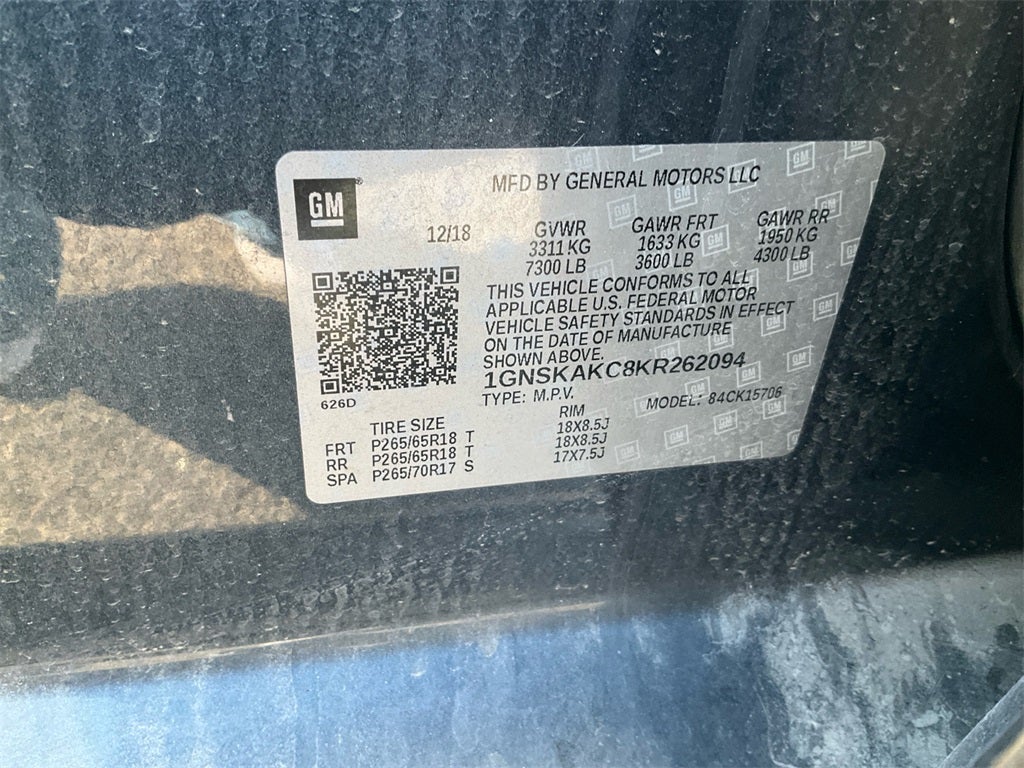 GM
MFD BY GENERAL MOTORS LLC
12/18
GVWR GAWR FRT GAWR RR
3311 KG 1633 KG 1950 KG
7300 LB 3600 LB 4300 LB
THIS VEHICLE CONFORMS TO ALL
APPLICABLE U.S. FEDERAL MOTOR
VEHICLE SAFETY STANDARDS IN EFFECT
ON THE DATE OF MANUFACTURE
SHOWN ABOVE.
1GNSKAKC8KR262094
626D
TYPE: M.P.V. MODEL: 84CK15706
TIRE SIZE RIM
FRT P265/65R18 T 18X8.5J
RR P265/65R18 T 18X8.5J
SPA P265/70R17 S 17X7.5J